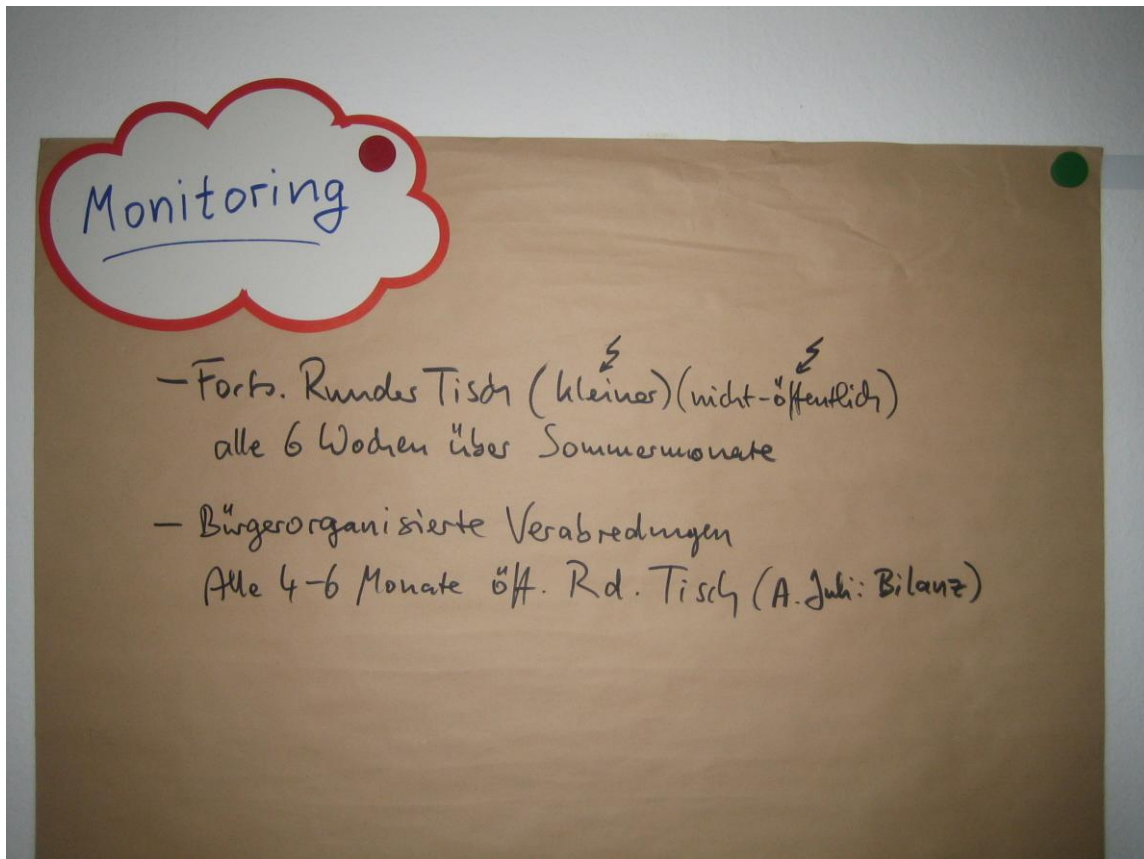 Monitoring
– Forts. Runder Tisch (kleiner) (nicht-öffentlich)
alle 6 Wochen über Sommermonate
– Bürgerorganisierte Verabredungen
Alle 4-6 Monate öff. Rd. Tisch (A. Juli: Bilanz)